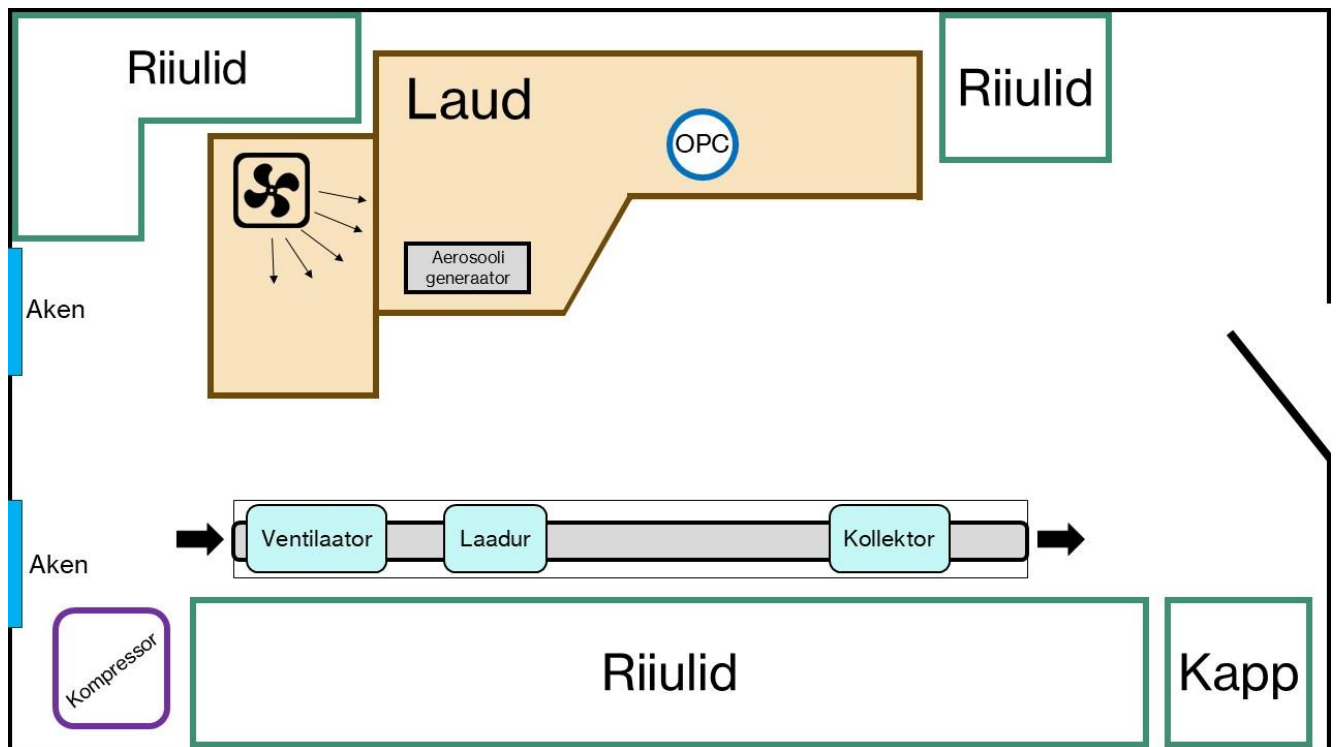 Riiulid
Laud
Riiulid
OPC
Aerosooli
generaator
Aken
Ventilaator
Laadur
Kollektor
Aken
Kompressor
Riiulid
Kapp